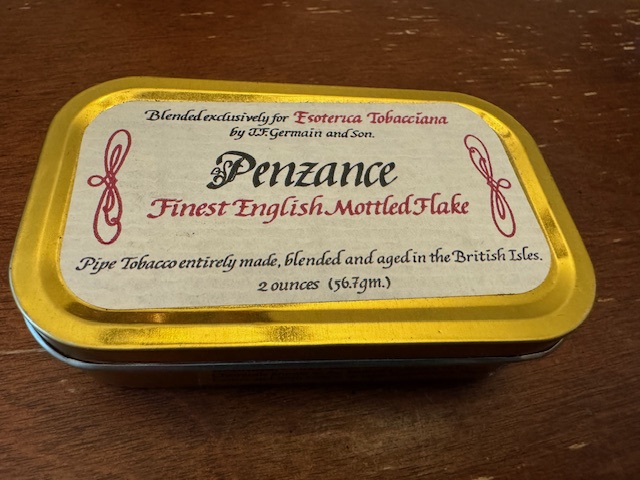 Blended exclusively for Esoterica Tobacciana
by J.F. Germain and Son.
Penzance
Finest English Mottled Flake
Pipe Tobacco entirely made, blended and aged in the British Isles.
2 ounces (56.7gm.)